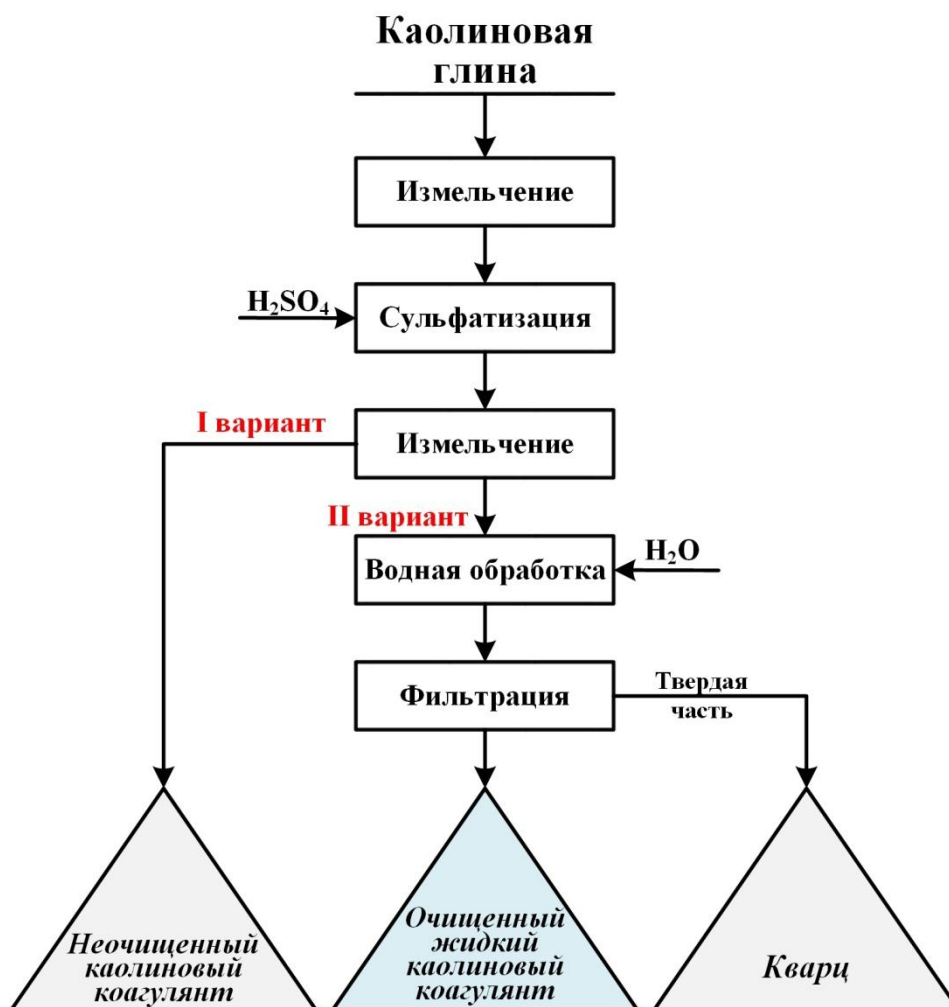 Каолиновая
глина
Измельчение
H₂SO₄
Сульфатизация
I вариант
Измельчение
II вариант
Водная обработка
H₂O
Фильтрация
Твердая
часть
Неочищенный
каолиновый
коагулянт
Очищенный
жидкий
каолиновый
коагулянт
Кварц